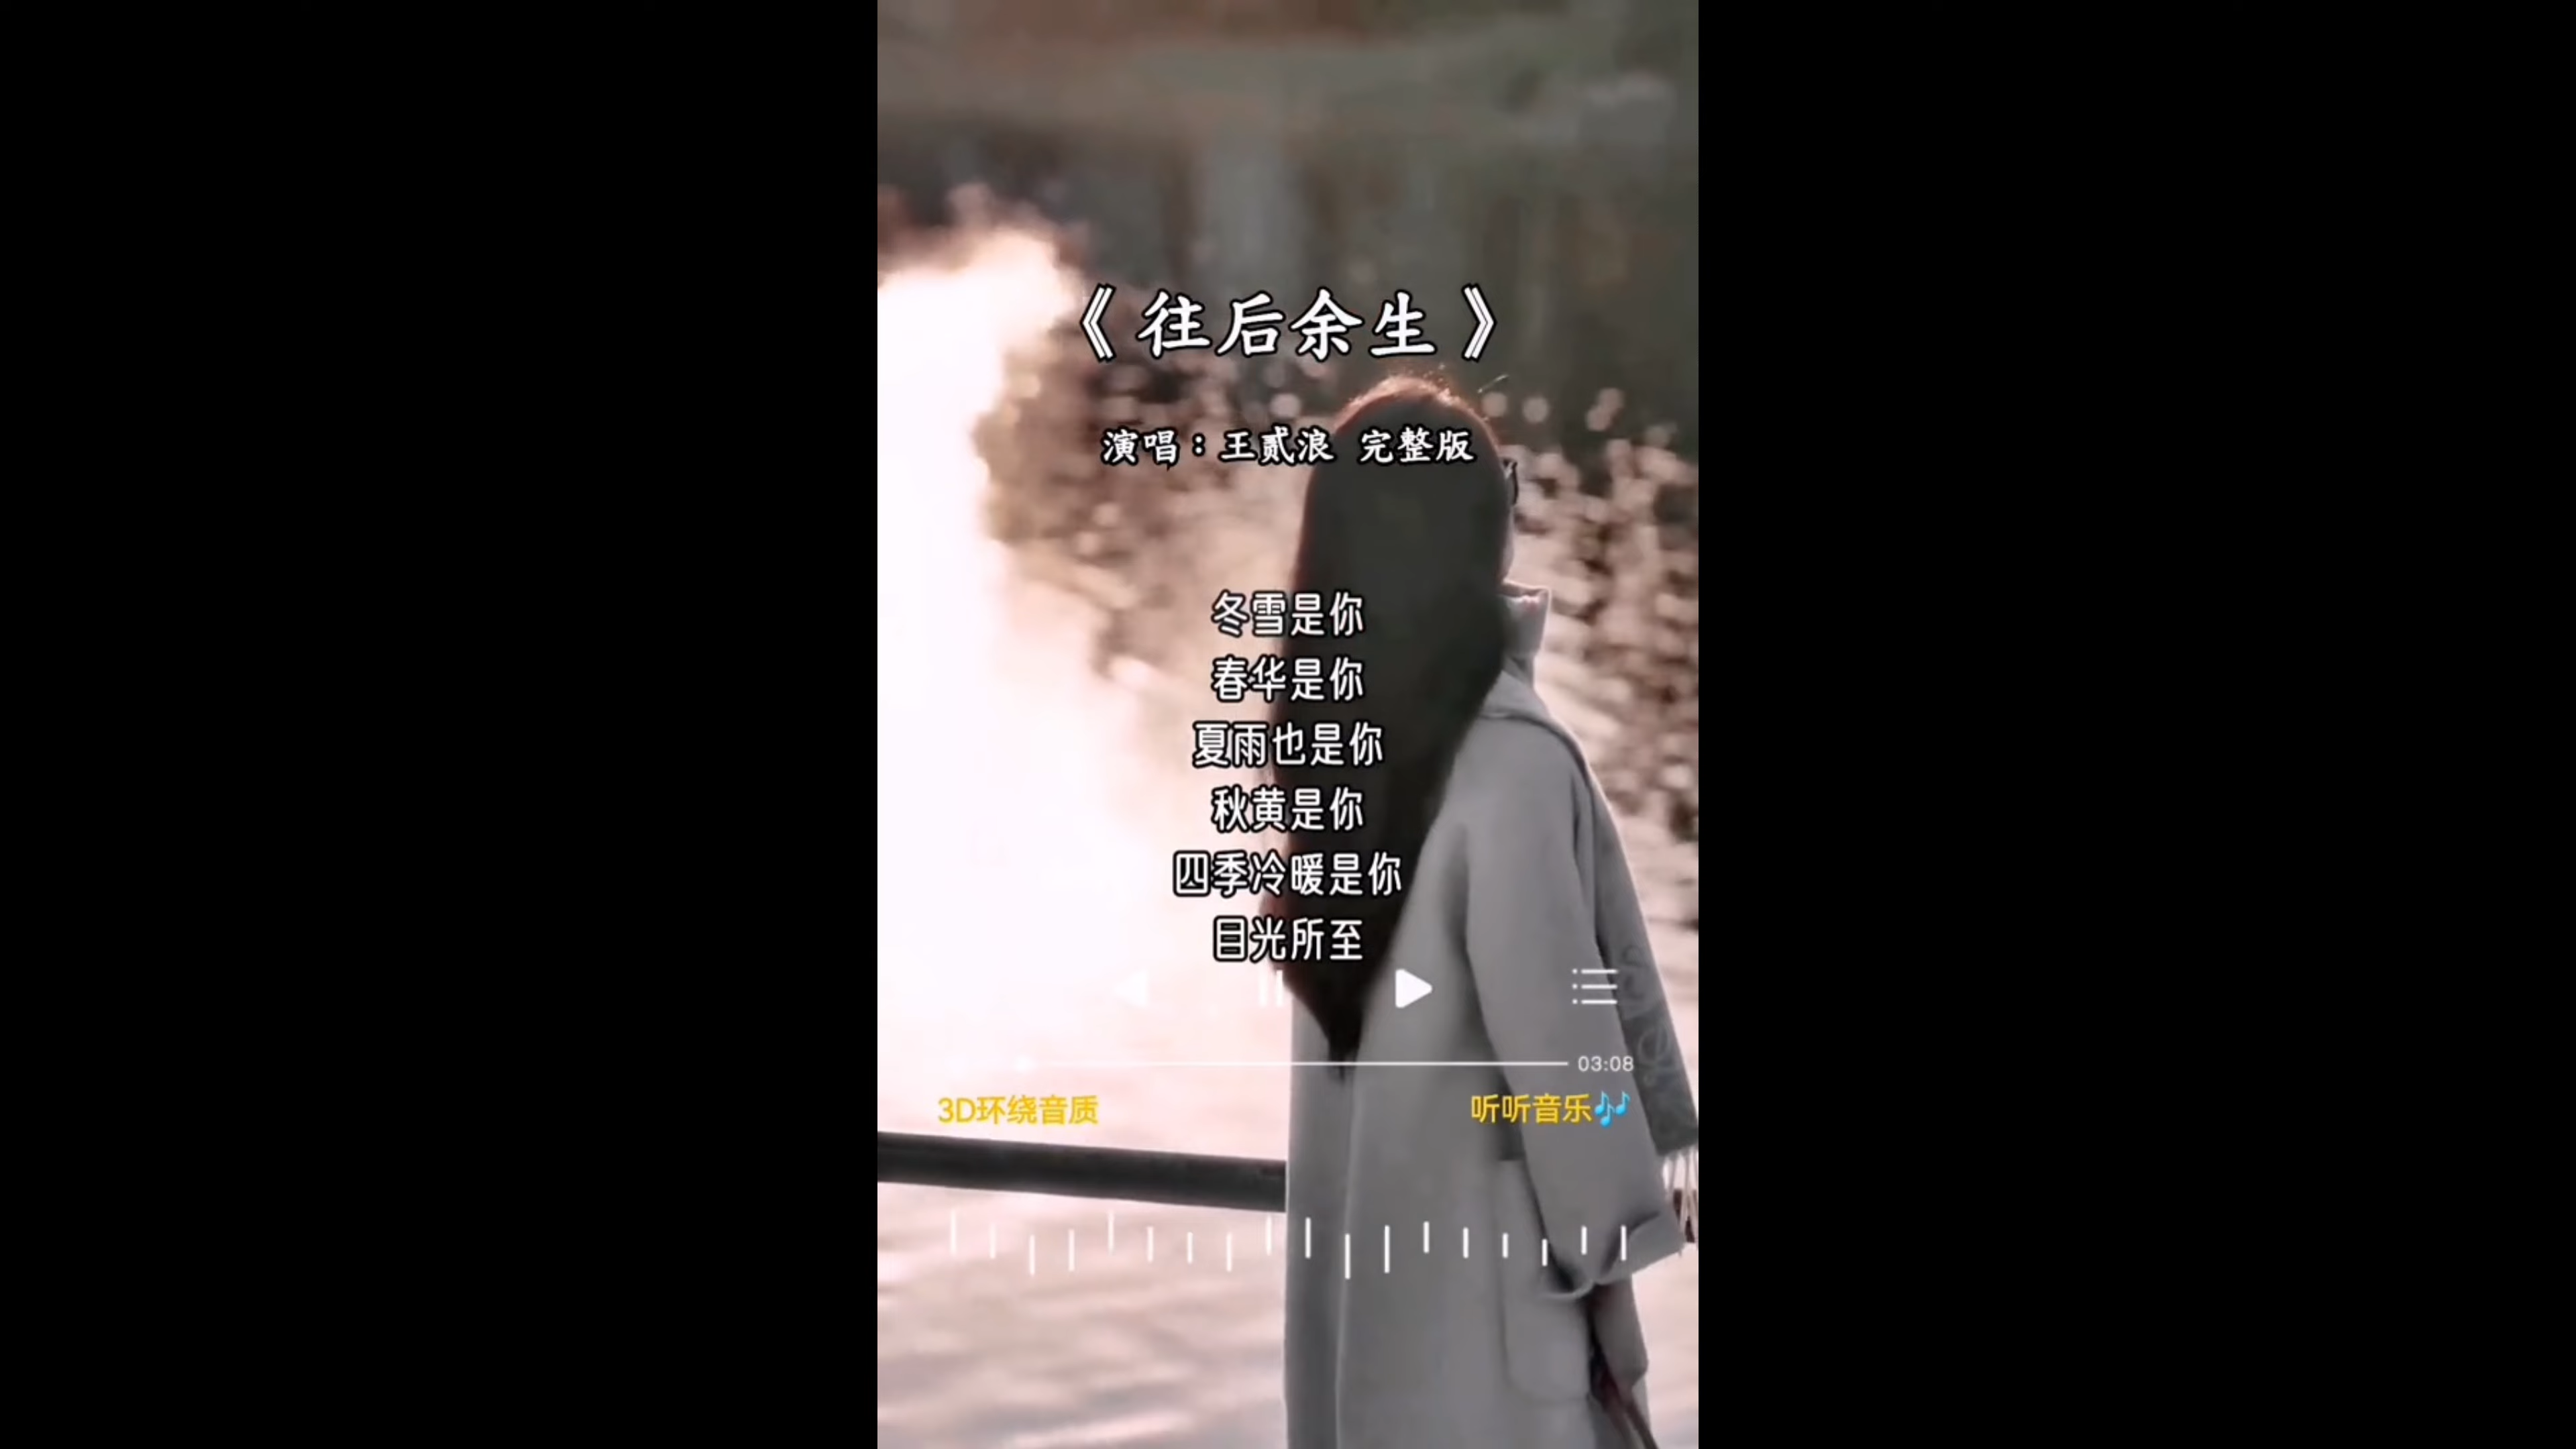 《往后余生》
演唱：王贰浪 完整版
冬雪是你
春华是你
夏雨也是你
秋黄是你
四季冷暖是你
目光所至
03:08
3D环绕音质
听听音乐🎶